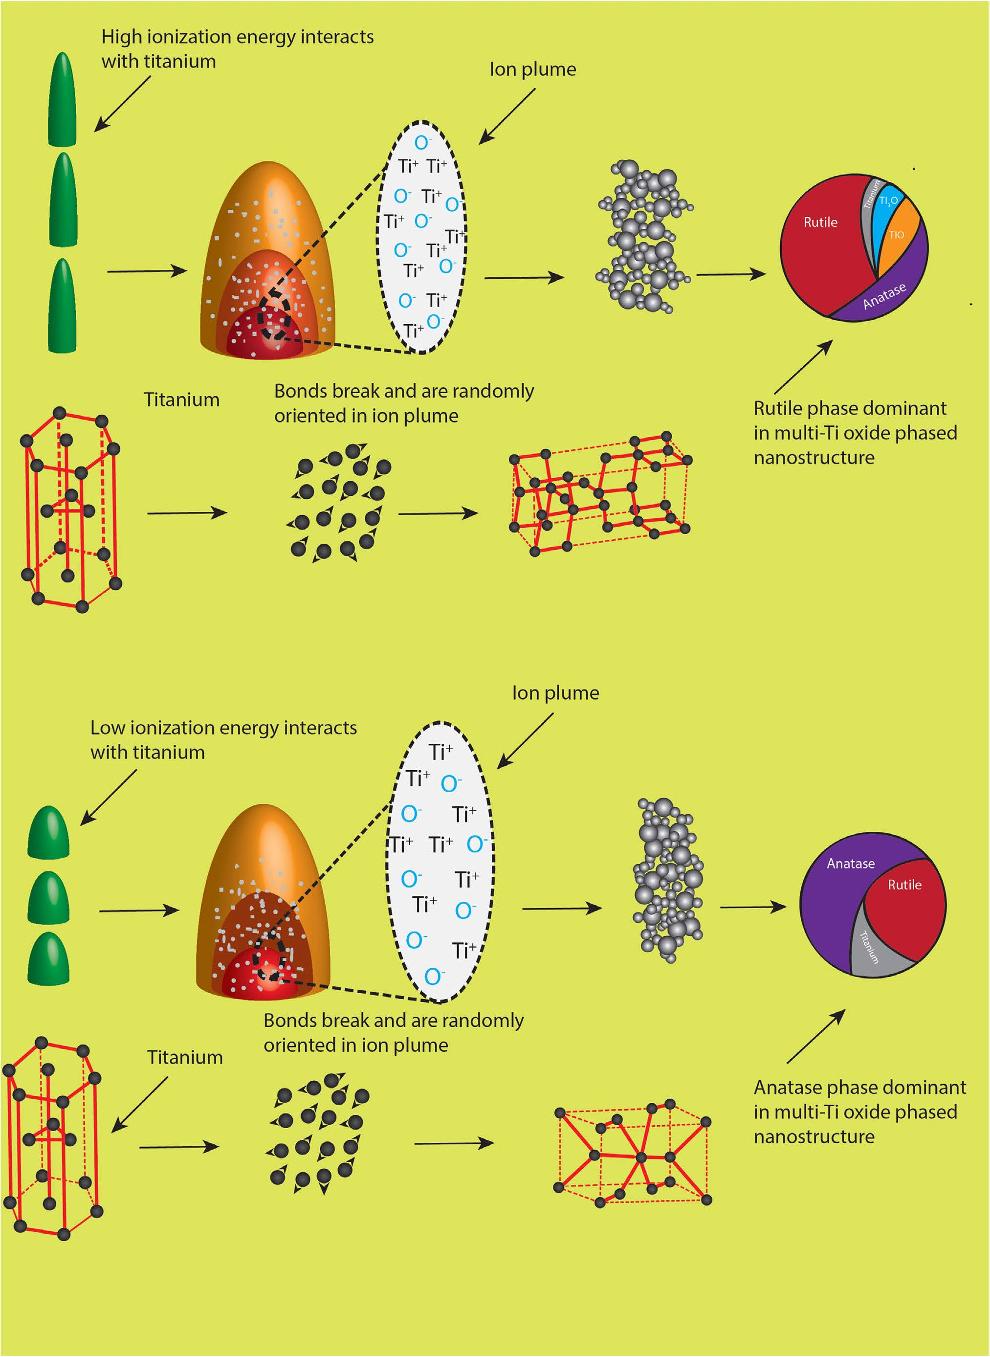 High ionization energy interacts
with titanium
Ion plume
O⁻
Ti⁺ Ti⁺
O⁻ Ti⁺ O⁻
Ti⁺ O⁻ Ti⁺
O⁻ Ti⁺
Ti⁺ O⁻
O⁻ Ti⁺
Ti⁺ O⁻
Rutile
Titanium
Ti₃O
TiO
Anatase
Titanium
Bonds break and are randomly
oriented in ion plume
Rutile phase dominant
in multi-Ti oxide phased
nanostructure
Ion plume
Low ionization energy interacts
with titanium
Ti⁺
Ti⁺ O⁻
O⁻ Ti⁺
Ti⁺ Ti⁺ O⁻
O⁻ Ti⁺
Ti⁺ O⁻
O⁻ Ti⁺
O⁻
Anatase
Rutile
Titanium
Bonds break and are randomly
oriented in ion plume
Titanium
Anatase phase dominant
in multi-Ti oxide phased
nanostructure